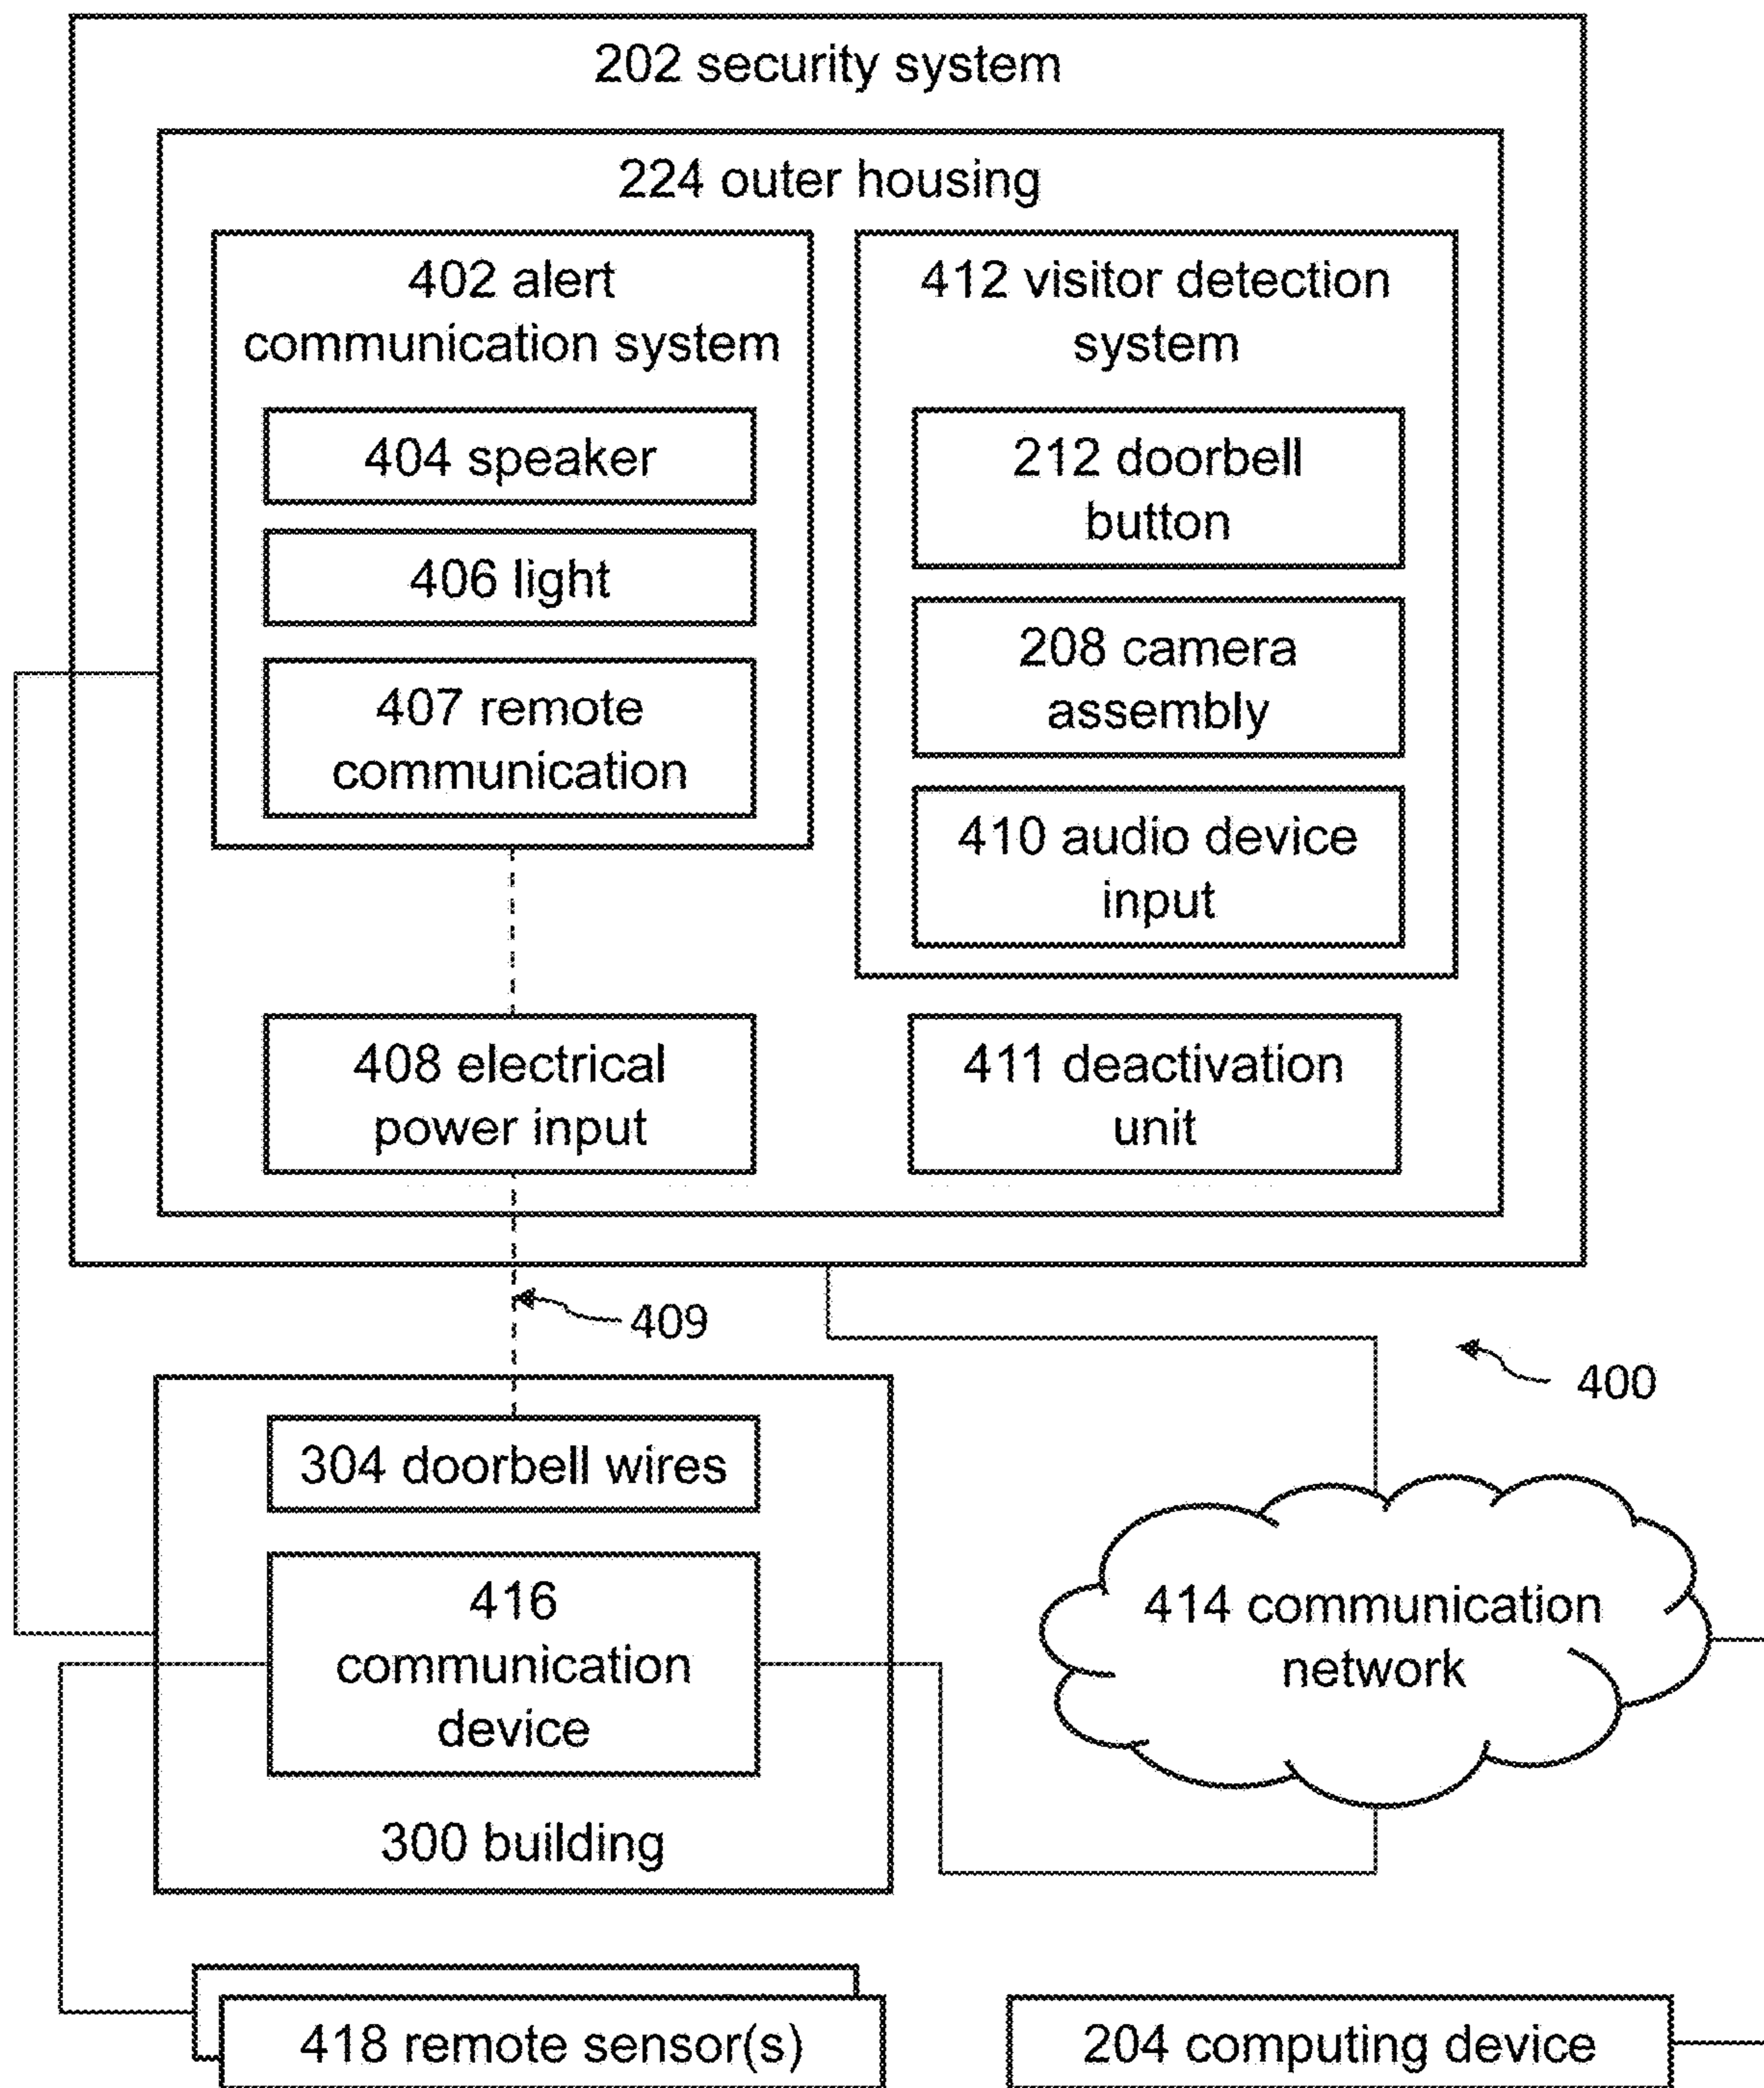 202 security system
224 outer housing
402 alert
communication system
404 speaker
406 light
407 remote
communication
412 visitor detection
system
212 doorbell
button
208 camera
assembly
410 audio device
input
408 electrical
power input
411 deactivation
unit
409
400
304 doorbell wires
416
communication
device
300 building
414 communication
network
418 remote sensor(s)
204 computing device